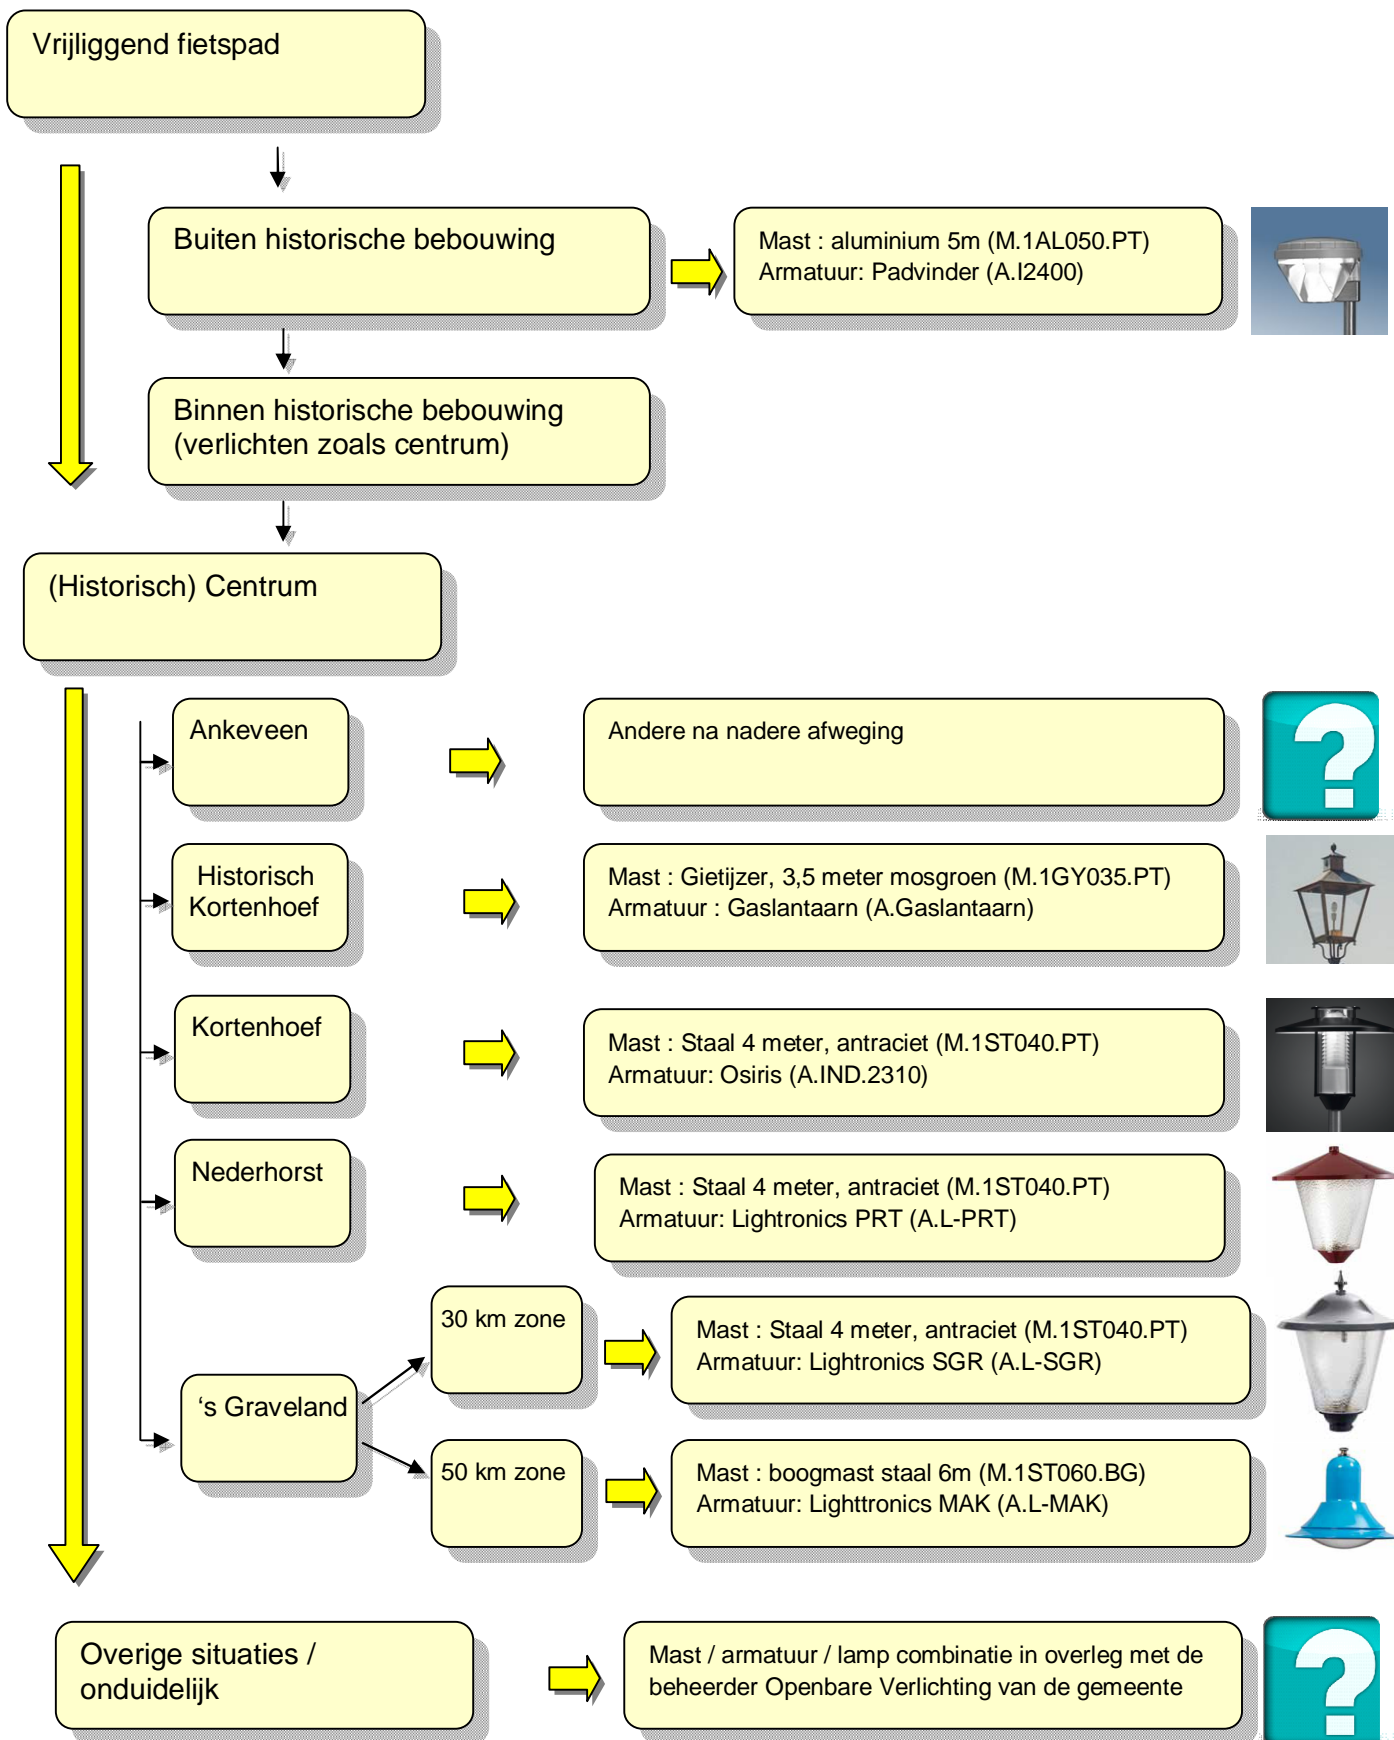 Vrijliggend fietspad
Buiten historische bebouwing
Mast : aluminium 5m (M.1AL050.PT)
Armatuur: Padvinder (A.I2400)
Binnen historische bebouwing
(verlichten zoals centrum)
(Historisch) Centrum
Ankeveen
Andere na nadere afweging
?
Historisch
Kortenhoef
Mast : Gietijzer, 3,5 meter mosgroen (M.1GY035.PT)
Armatuur : Gaslantaarn (A.Gaslantaarn)
Kortenhoef
Mast : Staal 4 meter, antraciet (M.1ST040.PT)
Armatuur: Osiris (A.IND.2310)
Nederhorst
Mast : Staal 4 meter, antraciet (M.1ST040.PT)
Armatuur: Lightronics PRT (A.L-PRT)
‘s Graveland
30 km zone
Mast : Staal 4 meter, antraciet (M.1ST040.PT)
Armatuur: Lightronics SGR (A.L-SGR)
50 km zone
Mast : boogmast staal 6m (M.1ST060.BG)
Armatuur: Lighttronics MAK (A.L-MAK)
Overige situaties /
onduidelijk
Mast / armatuur / lamp combinatie in overleg met de
beheerder Openbare Verlichting van de gemeente
?